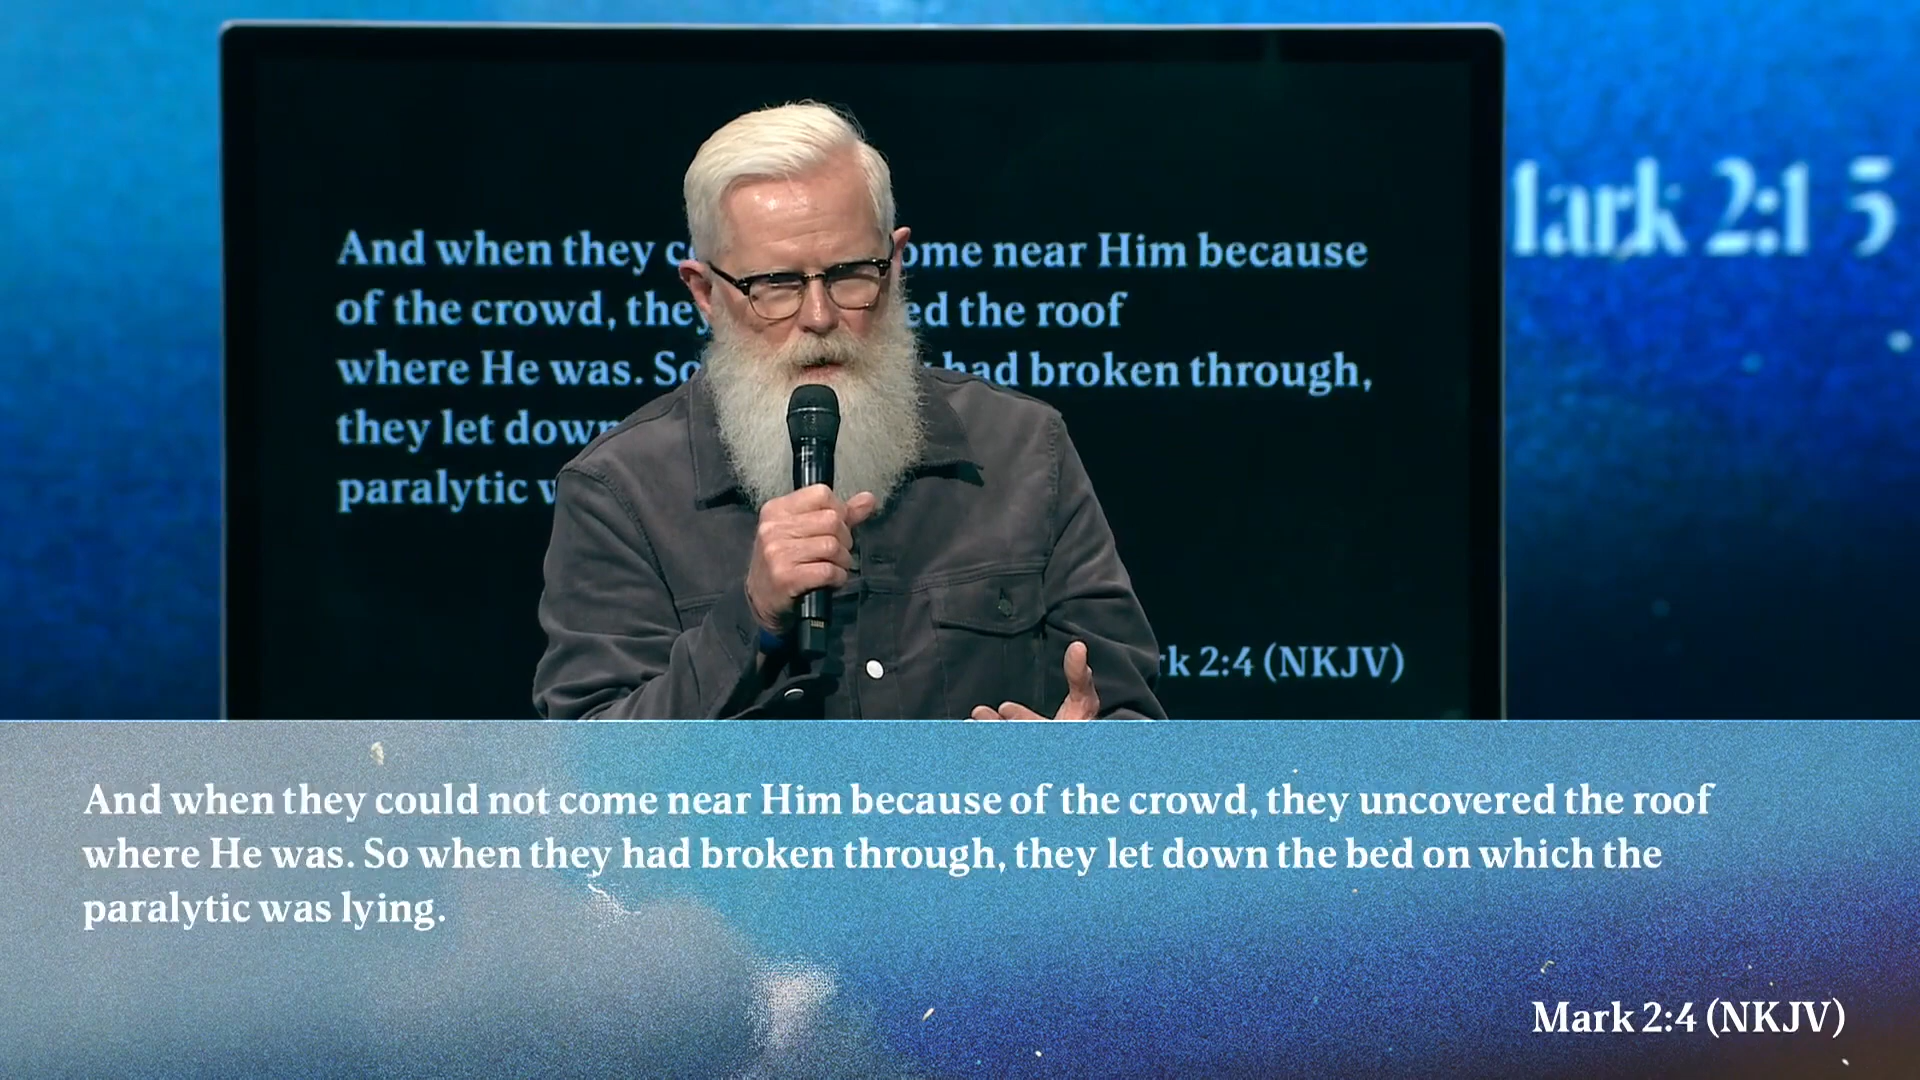 And when they ome near Him because
of the crowd, they ed the roof
where He was. So had broken through,
they let down
paralytic
2:4 (NKJV)
Mark 2:1 5
And when they could not come near Him because of the crowd, they uncovered the roof
where He was. So when they had broken through, they let down the bed on which the
paralytic was lying.
Mark 2:4 (NKJV)